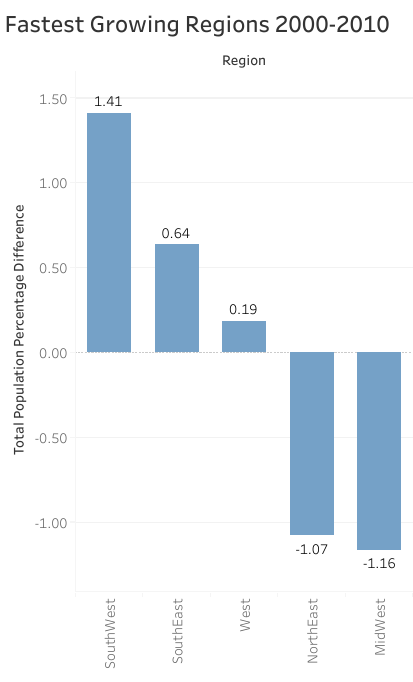 Fastest Growing Regions 2000-2010
Region
Total Population Percentage Difference
1.50
1.00
0.50
0.00
-0.50
-1.00
1.41
0.64
0.19
-1.07
-1.16
SouthWest
SouthEast
West
NorthEast
MidWest